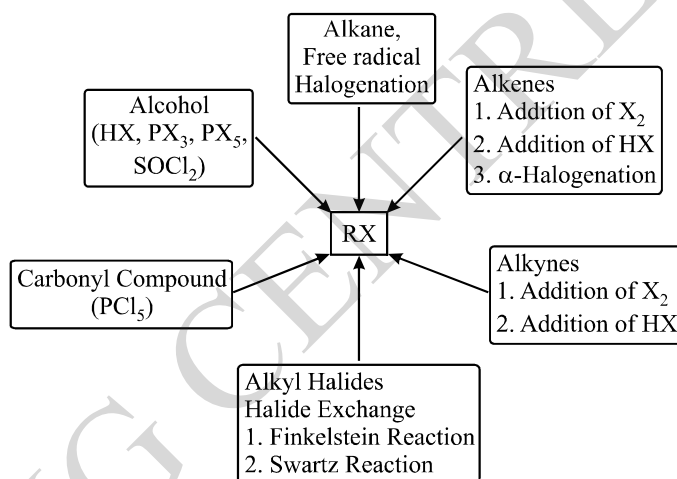 Alkane,
Free radical
Halogenation
Alcohol
(HX, PX₃, PX₅,
SOCl₂)
Alkenes
1. Addition of X₂
2. Addition of HX
3. α-Halogenation
RX
Carbonyl Compound
(PCl₅)
Alkynes
1. Addition of X₂
2. Addition of HX
Alkyl Halides
Halide Exchange
1. Finkelstein Reaction
2. Swartz Reaction
G CENTRE